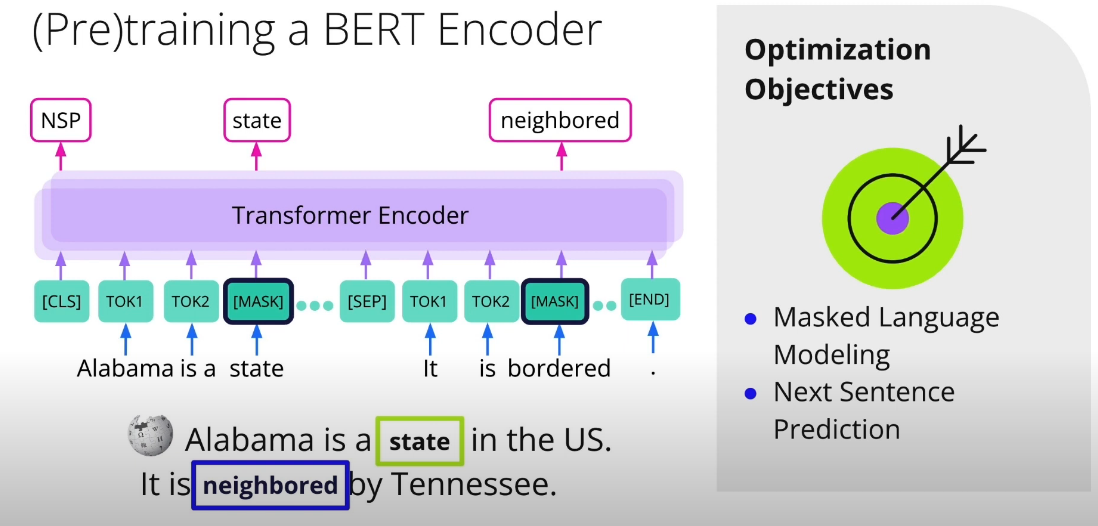 (Pre)training a BERT Encoder
NSP
state
neighbored
Transformer Encoder
[CLS] TOK1 TOK2 [MASK] [SEP] TOK1 TOK2 [MASK] [END]
Alabama is a state It is bordered .
Alabama is a state in the US.
It is neighbored by Tennessee.
Optimization
Objectives
Masked Language
Modeling
Next Sentence
Prediction